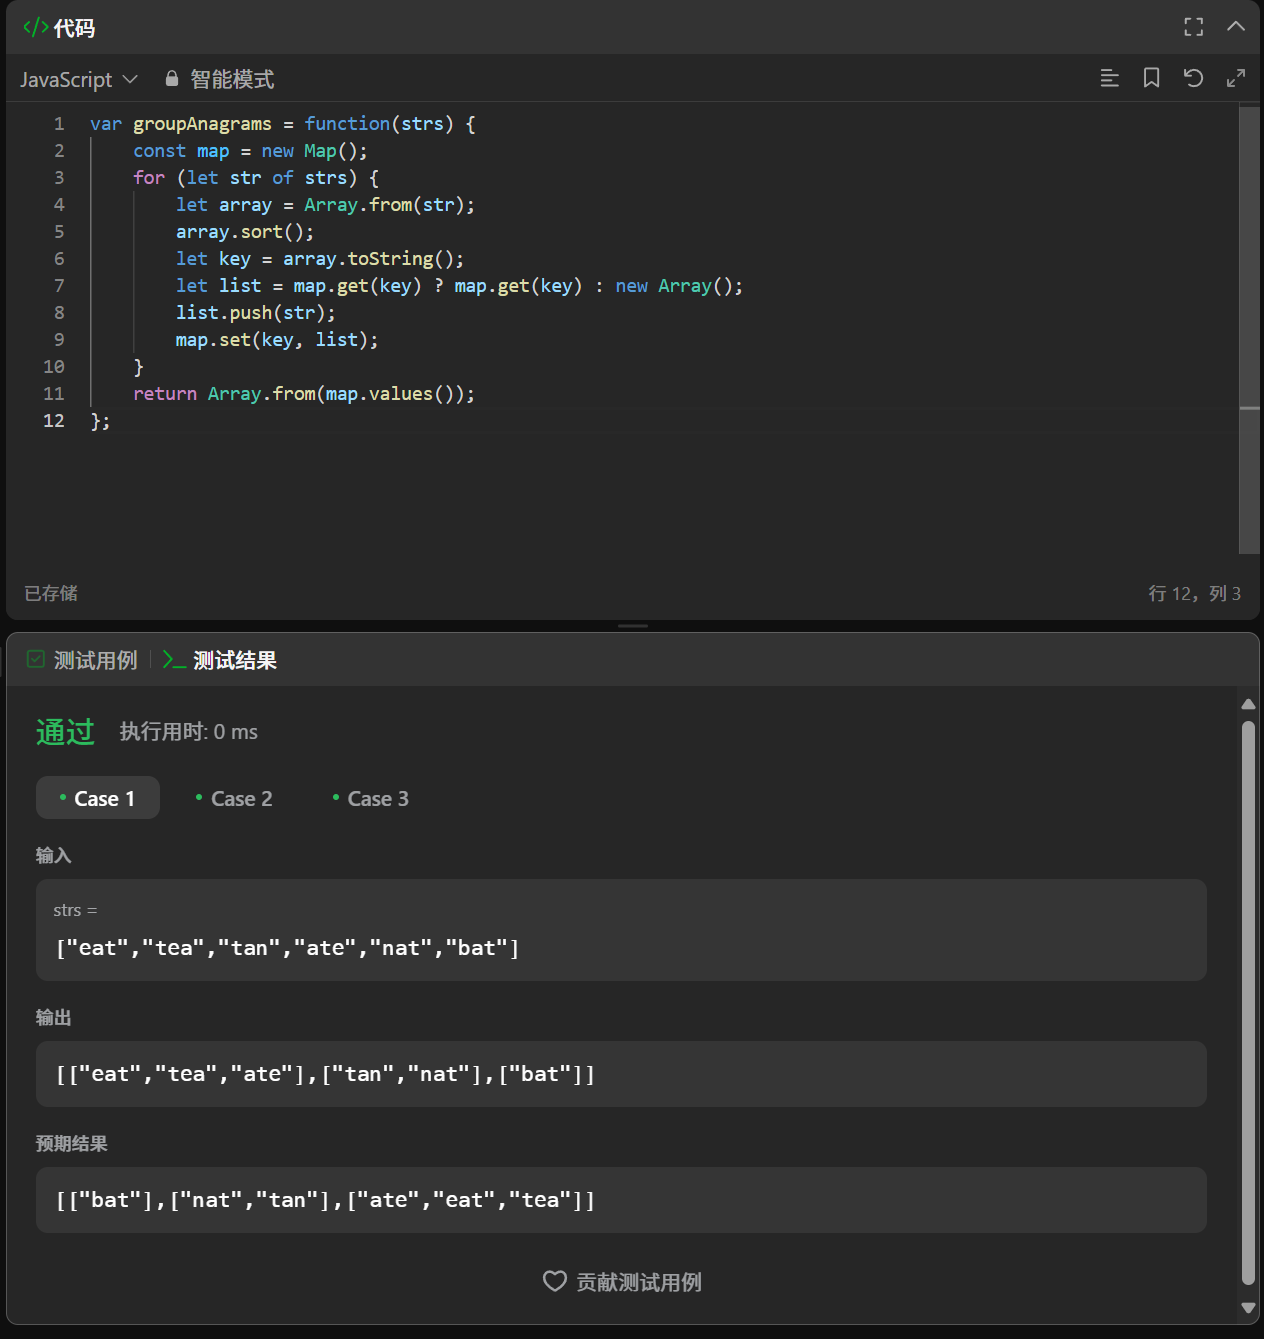 </> 代码
JavaScript 智能模式
1 var groupAnagrams = function(strs) {
2     const map = new Map();
3     for (let str of strs) {
4         let array = Array.from(str);
5         array.sort();
6         let key = array.toString();
7         let list = map.get(key) ? map.get(key) : new Array();
8         list.push(str);
9         map.set(key, list);
10     }
11     return Array.from(map.values());
12 };
已存储 行 12，列 3
测试用例 >_ 测试结果
通过 执行用时: 0 ms
• Case 1 • Case 2 • Case 3
输入
strs =
["eat","tea","tan","ate","nat","bat"]
输出
[["eat","tea","ate"],["tan","nat"],["bat"]]
预期结果
[["bat"],["nat","tan"],["ate","eat","tea"]]
贡献测试用例